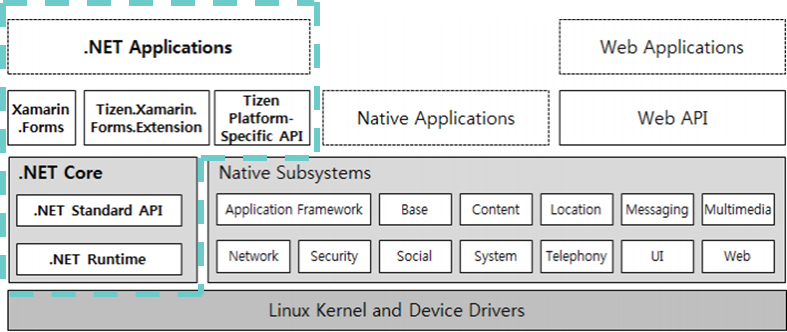 .NET Applications
Web Applications
Xamarin
.Forms
Tizen.Xamarin.
Forms.Extension
Tizen
Platform-
Specific API
Native Applications
Web API
.NET Core
.NET Standard API
.NET Runtime
Native Subsystems
Application Framework
Base
Content
Location
Messaging
Multimedia
Network
Security
Social
System
Telephony
UI
Web
Linux Kernel and Device Drivers